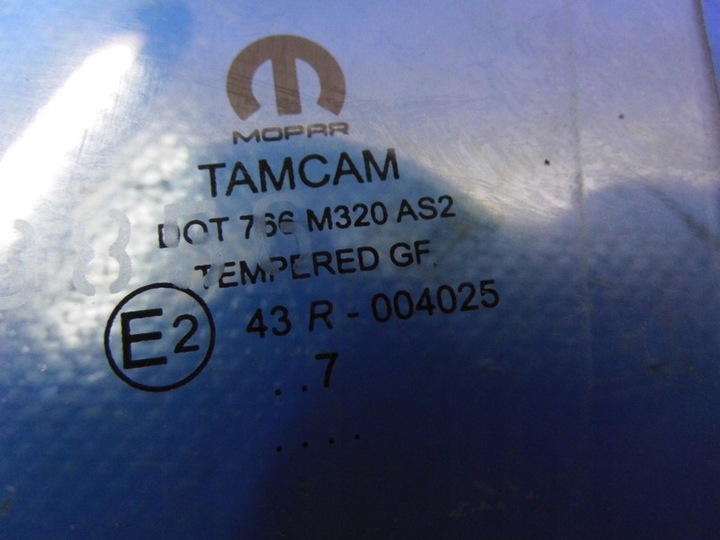 MOPAR
TAMCAM
DOT 766 M320 AS2
TEMPERED GF.
E2 43 R - 004025
. . 7
. . . .